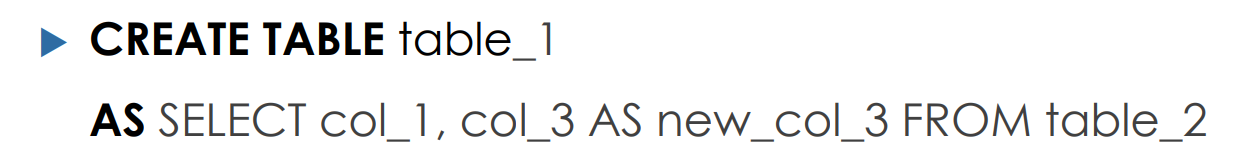 CREATE TABLE table_1
AS SELECT col_1, col_3 AS new_col_3 FROM table_2